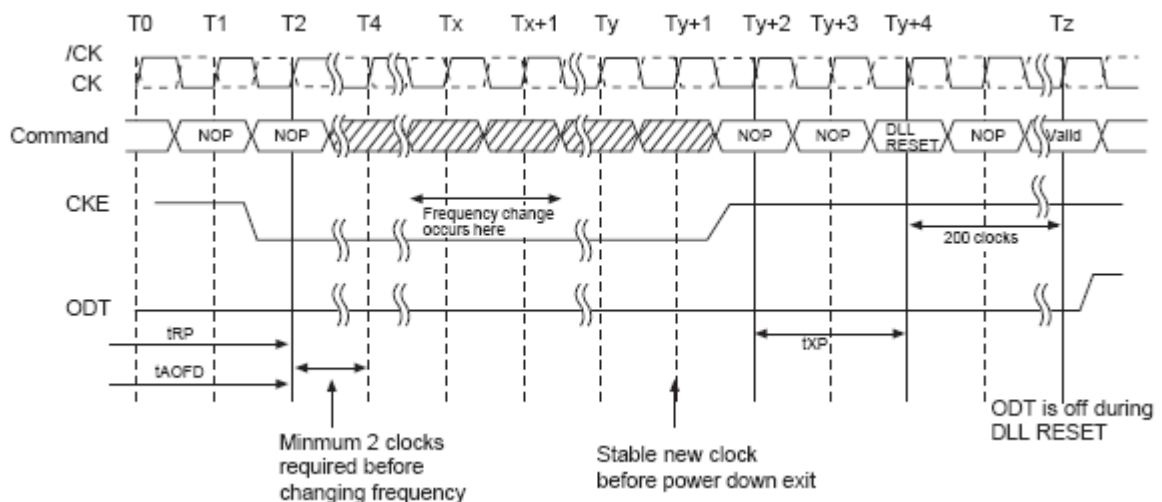 T0 T1 T2 T4 Tx Tx+1 Ty Ty+1 Ty+2 Ty+3 Ty+4 Tz
/CK
CK
Command NOP NOP NOP NOP DLL RESET NOP Valid
CKE
Frequency change
occurs here
200 clocks
ODT
tRP
tXP
tAOFD
ODT is off during
DLL RESET
Minmum 2 clocks
required before
changing frequency
Stable new clock
before power down exit